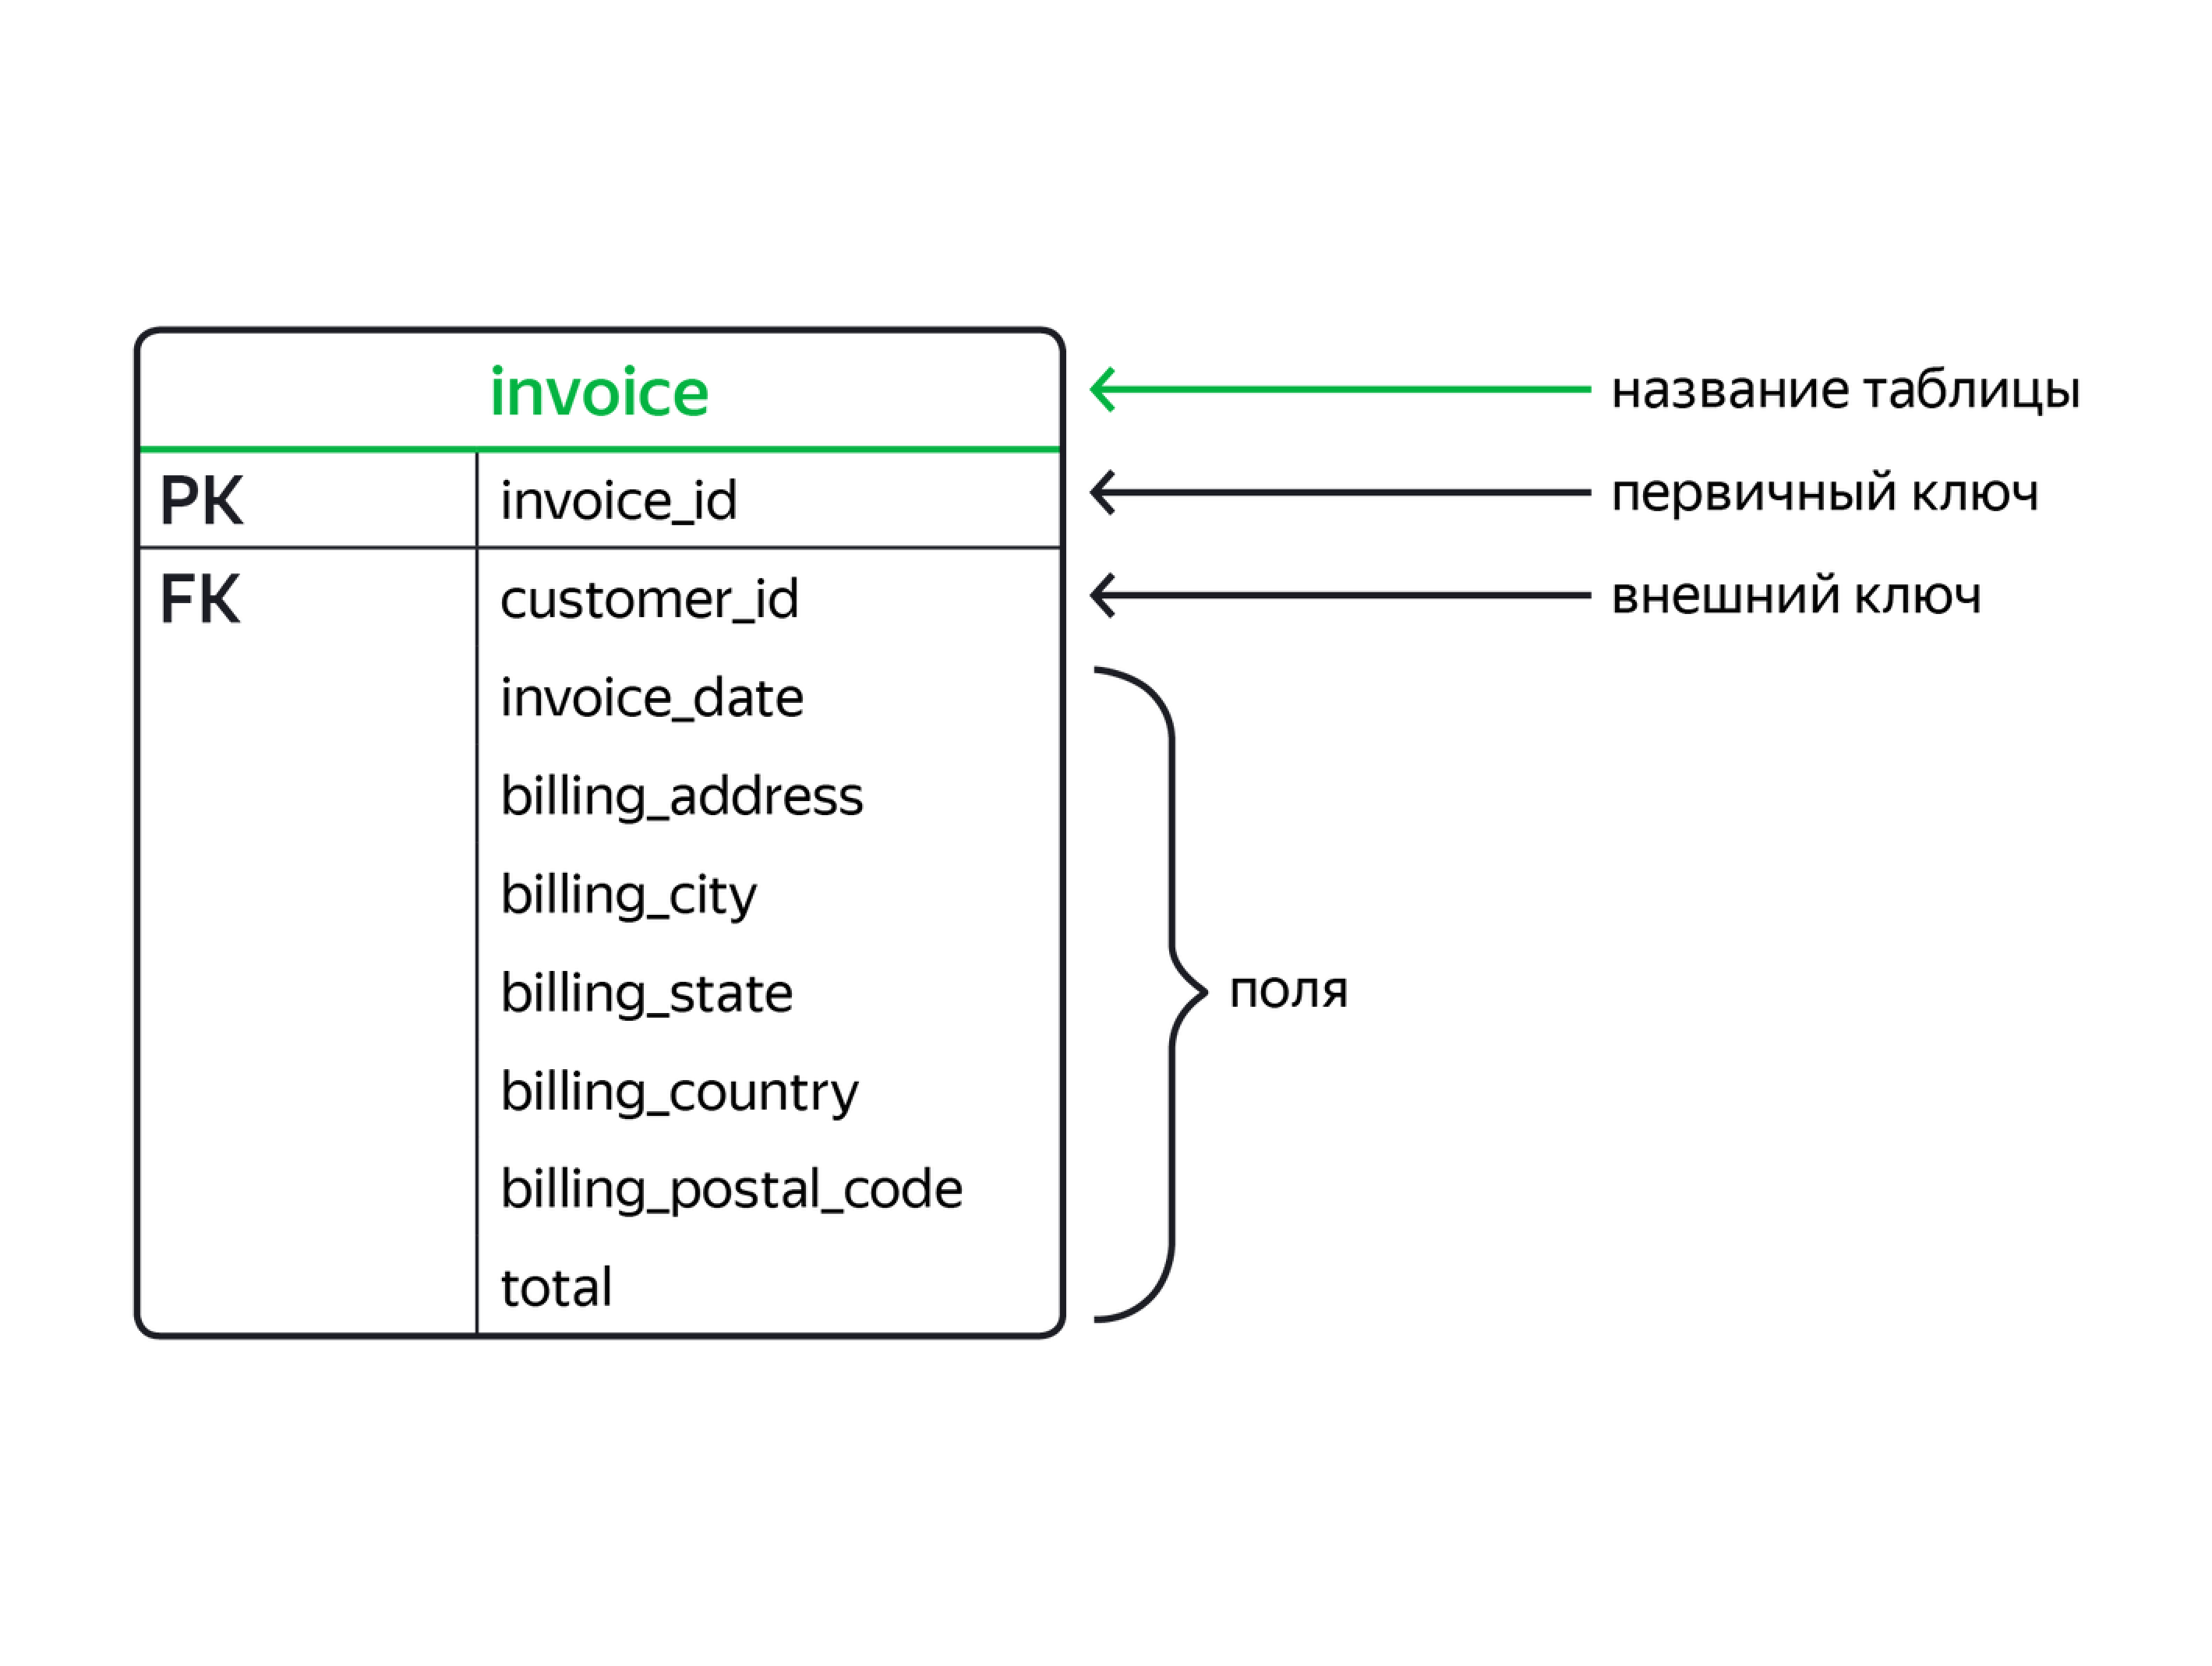 invoice
название таблицы
PK invoice_id
первичный ключ
FK customer_id
внешний ключ
invoice_date
billing_address
billing_city
billing_state
billing_country
billing_postal_code
total
поля